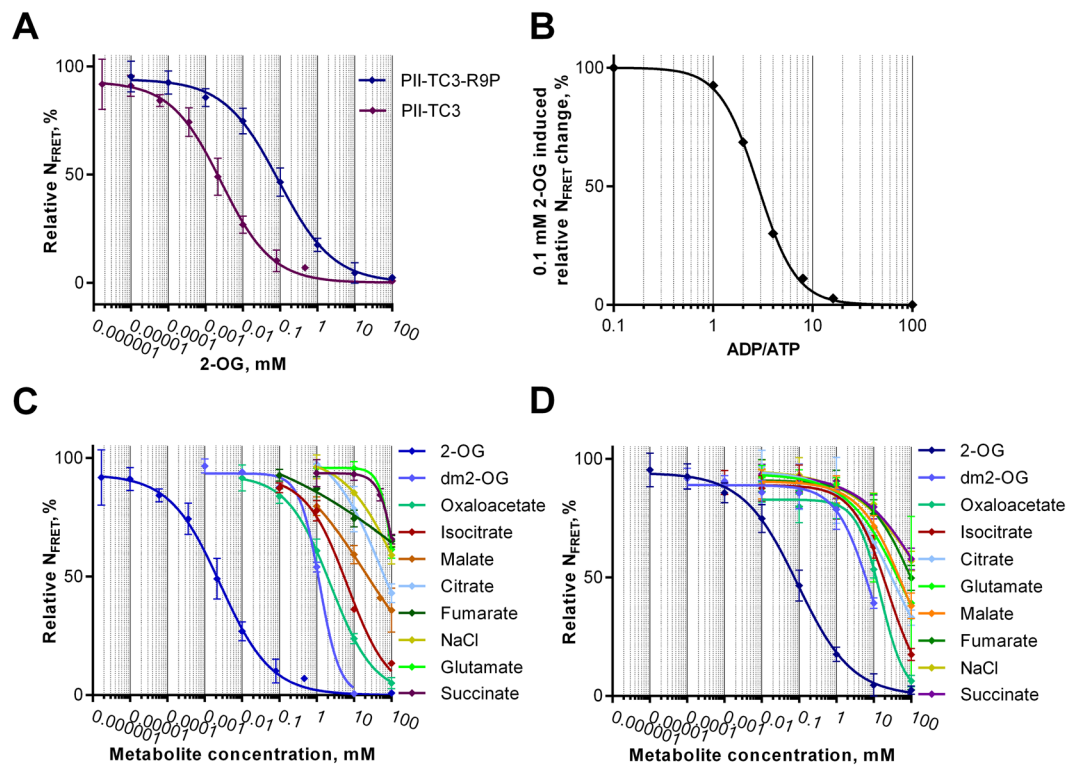 A
100
50
0
Relative N_FRET, %
PII-TC3-R9P
PII-TC3
0.000001
0.00001
0.0001
0.001
0.01
0.1
1
10
100
2-OG, mM
B
100
50
0
0.1 mM 2-OG induced
relative N_FRET change, %
0.1
1
10
100
ADP/ATP
C
100
50
0
Relative N_FRET, %
2-OG
dm2-OG
Oxaloacetate
Isocitrate
Malate
Citrate
Fumarate
NaCl
Glutamate
Succinate
0.000001
0.00001
0.0001
0.001
0.01
0.1
1
10
100
Metabolite concentration, mM
D
100
50
0
Relative N_FRET, %
2-OG
dm2-OG
Oxaloacetate
Isocitrate
Citrate
Glutamate
Malate
Fumarate
NaCl
Succinate
0.000001
0.00001
0.0001
0.001
0.01
0.1
1
10
100
Metabolite concentration, mM